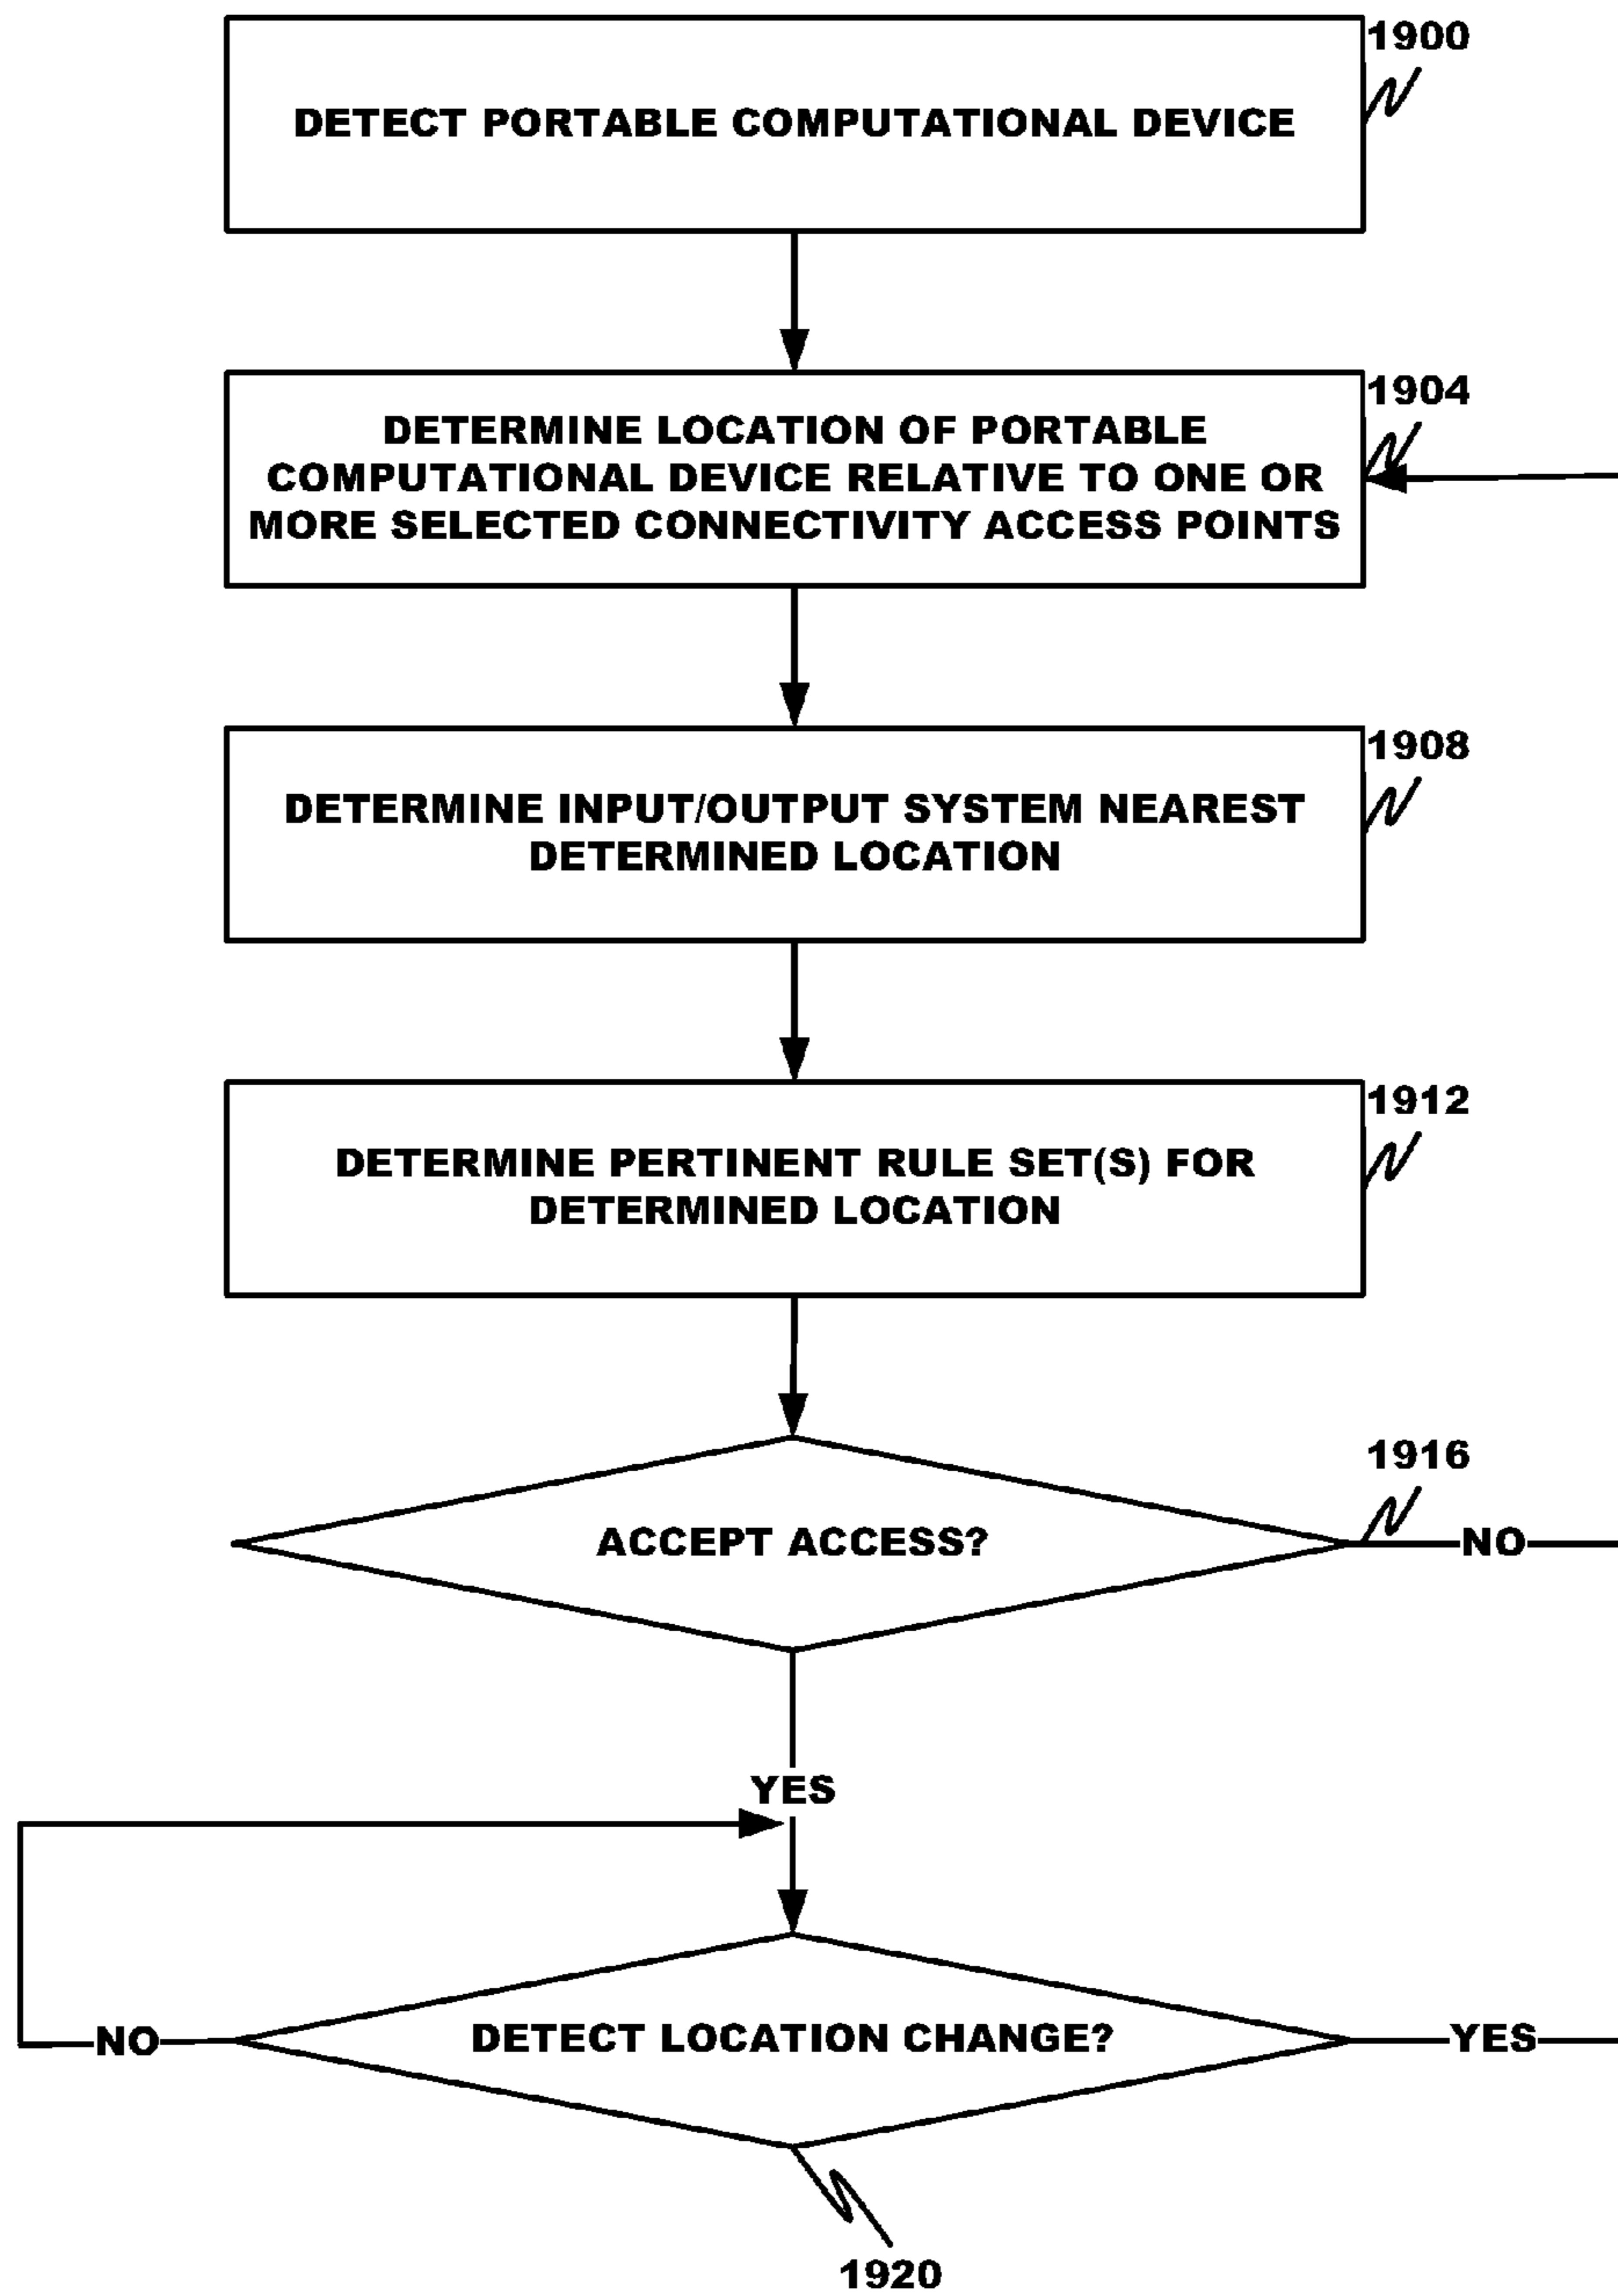 1900
DETECT PORTABLE COMPUTATIONAL DEVICE
1904
DETERMINE LOCATION OF PORTABLE
COMPUTATIONAL DEVICE RELATIVE TO ONE OR
MORE SELECTED CONNECTIVITY ACCESS POINTS
1908
DETERMINE INPUT/OUTPUT SYSTEM NEAREST
DETERMINED LOCATION
1912
DETERMINE PERTINENT RULE SET(S) FOR
DETERMINED LOCATION
1916
ACCEPT ACCESS?
NO
YES
NO
DETECT LOCATION CHANGE?
YES
1920